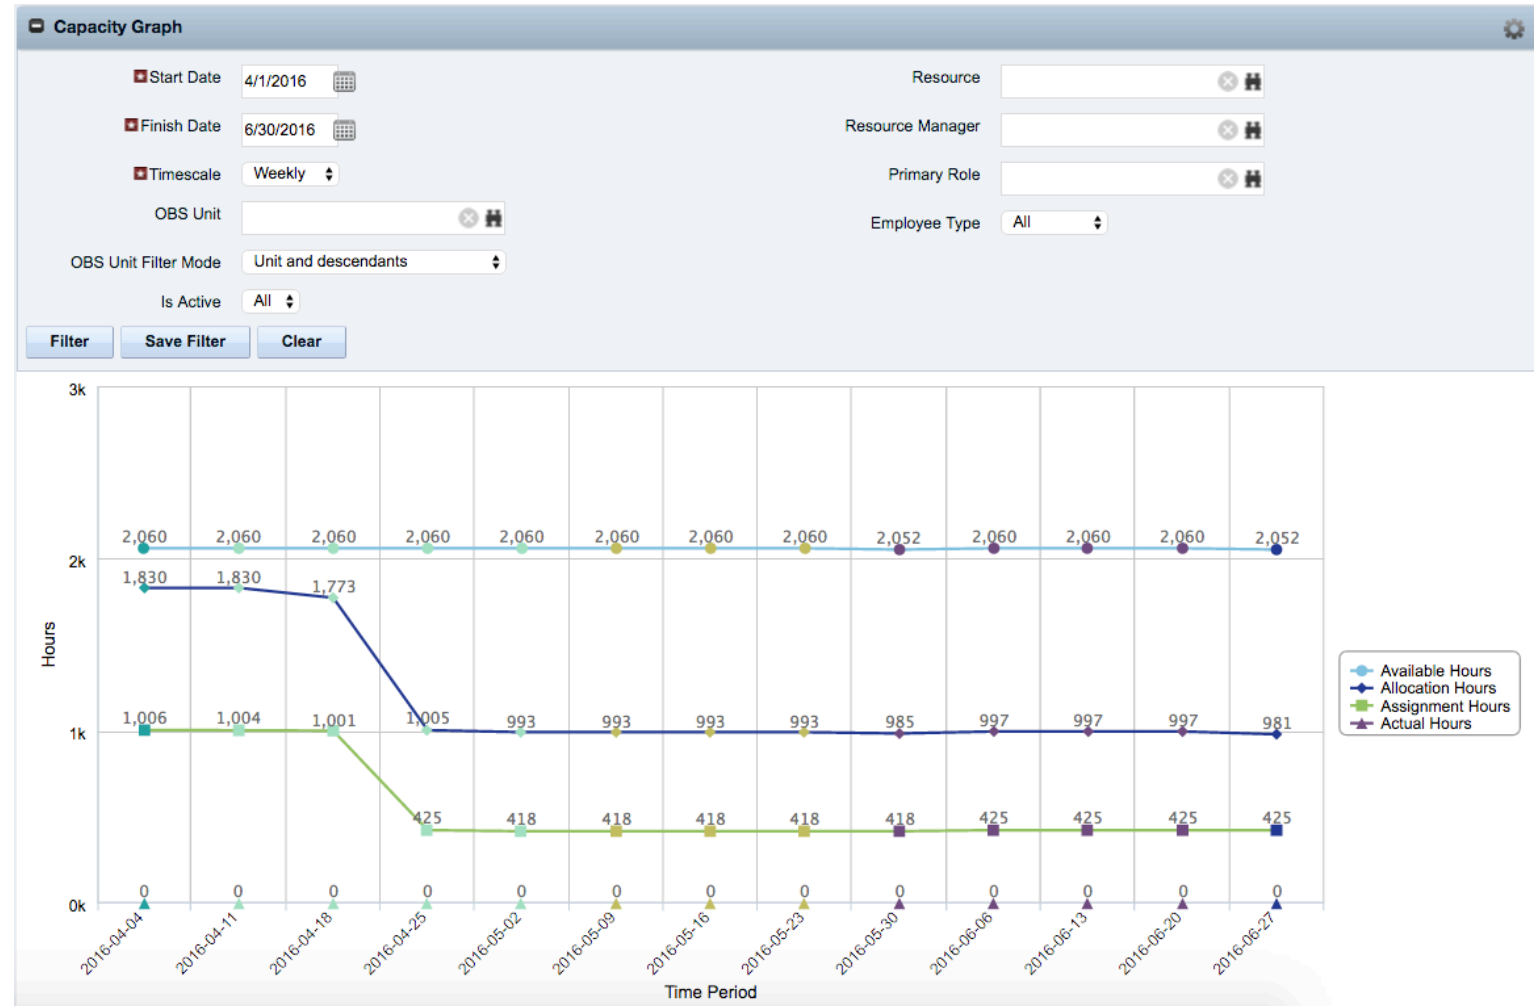 Capacity Graph
Start Date 4/1/2016
Finish Date 6/30/2016
Timescale Weekly
OBS Unit
OBS Unit Filter Mode Unit and descendants
Is Active All
Resource
Resource Manager
Primary Role
Employee Type All
Filter Save Filter Clear
3k
2,060 2,060 2,060 2,060 2,060 2,060 2,060 2,060 2,052 2,060 2,060 2,060 2,052
2k
1,830 1,830 1,773
Hours
1,006 1,004 1,001 1,005 993 993 993 993 985 997 997 997 981
1k
425 418 418 418 418 418 425 425 425 425
0 0 0 0 0 0 0 0 0 0 0 0 0
0k
2016-04-04 2016-04-11 2016-04-18 2016-04-25 2016-05-02 2016-05-09 2016-05-16 2016-05-23 2016-05-30 2016-06-06 2016-06-13 2016-06-20 2016-06-27
Time Period
Available Hours
Allocation Hours
Assignment Hours
Actual Hours